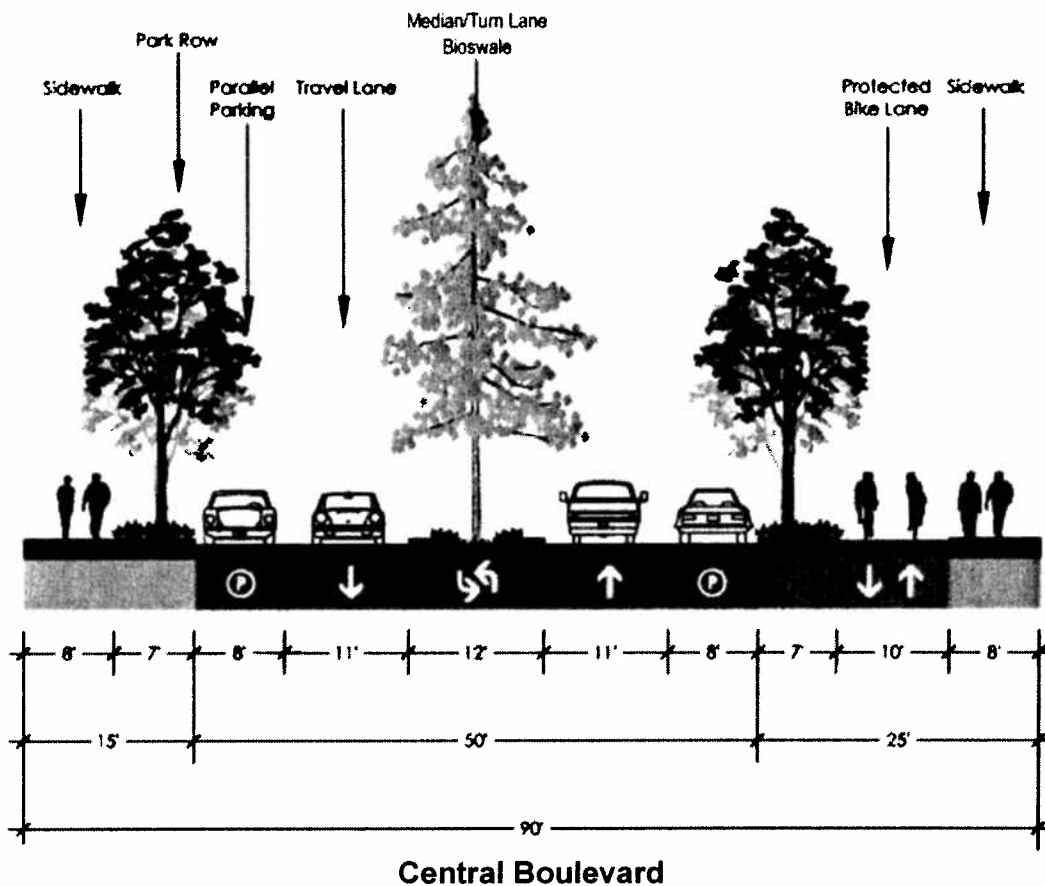 Median/Turn Lane
Bioswale
Park Row
Sidewalk
Parallel
Parking
Travel Lane
Protected
Bike Lane
Sidewalk
P
P
8' 7' 8' 11' 12' 11' 8' 7' 10' 8'
15' 50' 25'
90'
Central Boulevard